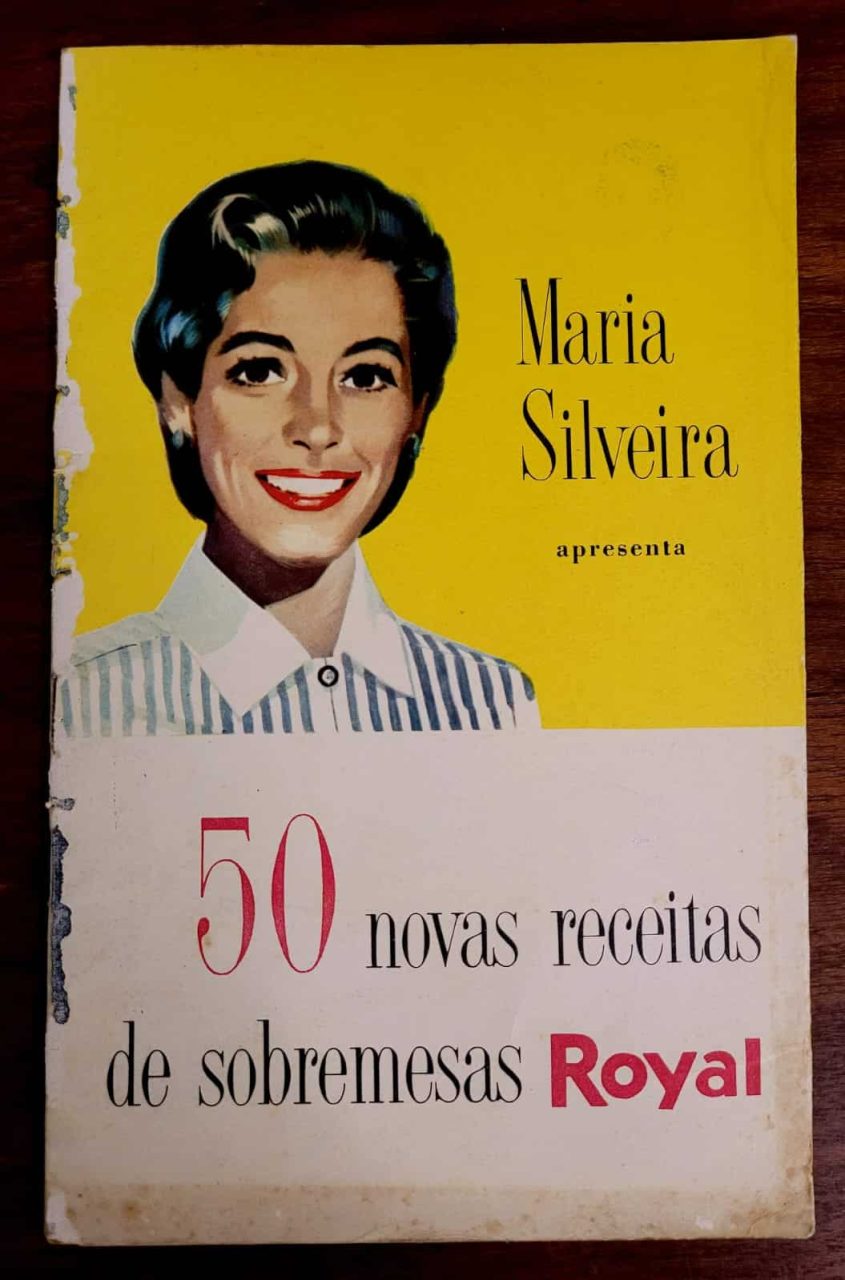 Maria
Silveira
apresenta
50 novas receitas
de sobremesas Royal